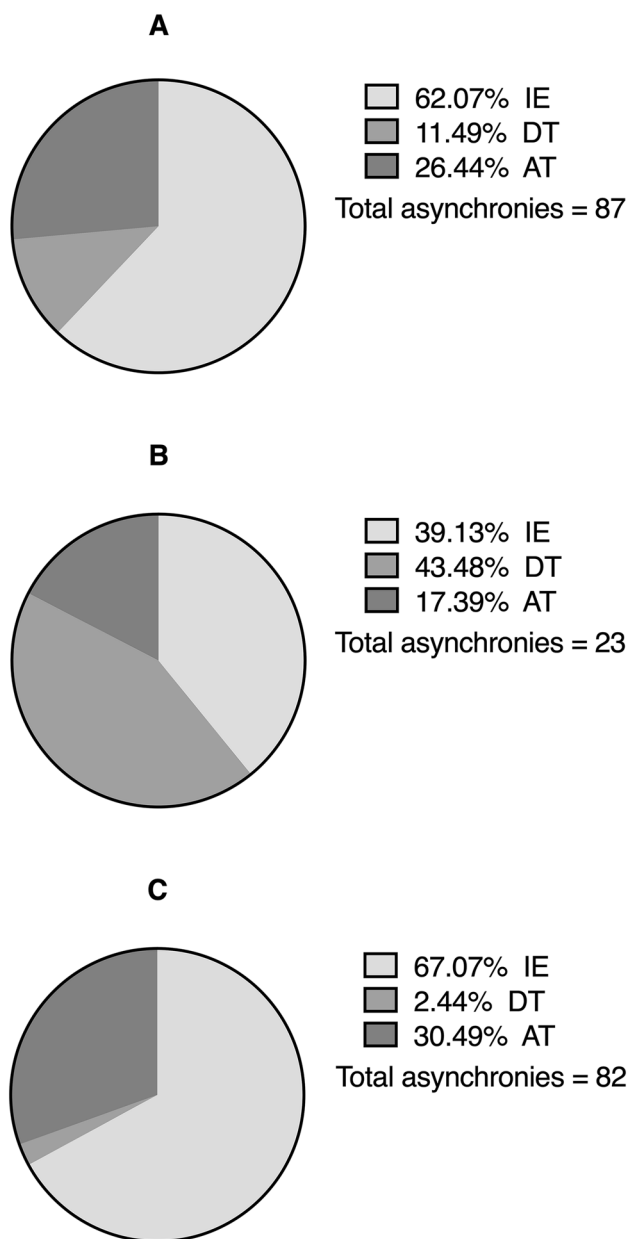 A
62.07% IE
11.49% DT
26.44% AT
Total asynchronies = 87
B
39.13% IE
43.48% DT
17.39% AT
Total asynchronies = 23
C
67.07% IE
2.44% DT
30.49% AT
Total asynchronies = 82